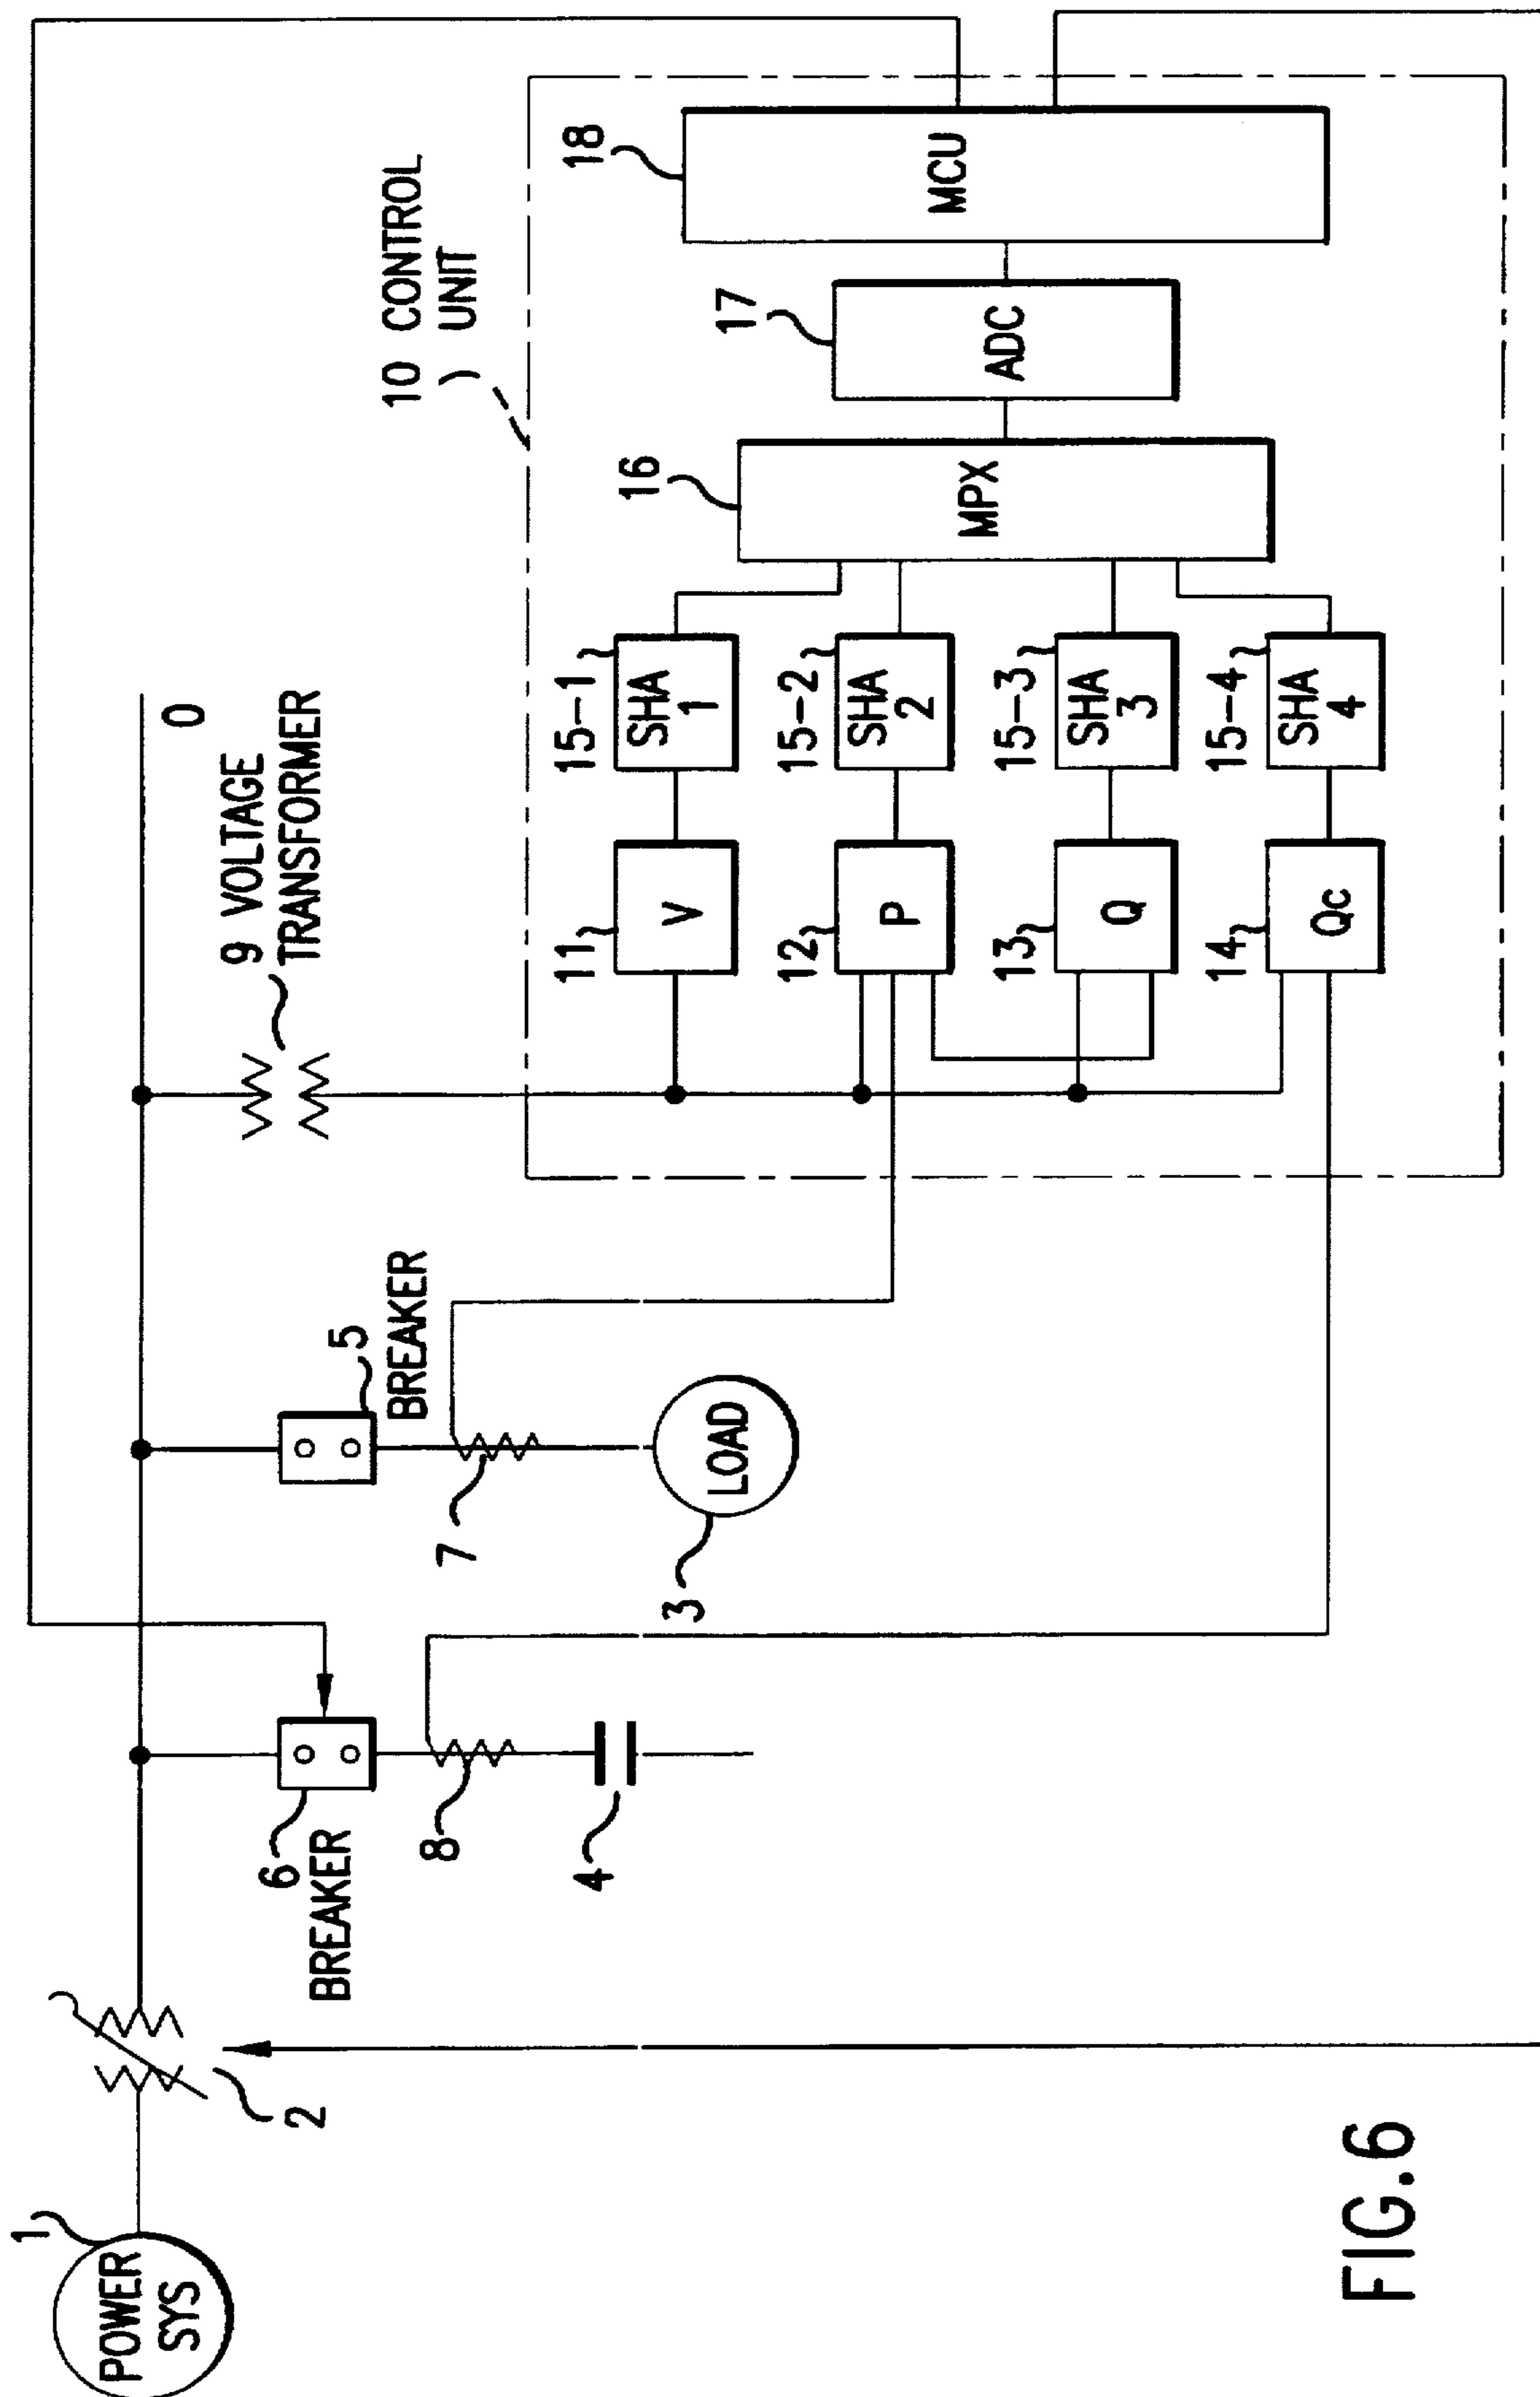 1
POWER
SYS
2
6
BREAKER
8
4
5
BREAKER
7
LOAD
3
9 VOLTAGE
TRANSFORMER
0
10 CONTROL
UNIT
11
V
15-1
SHA
1
12
P
15-2
SHA
2
13
Q
15-3
SHA
3
14
Qc
15-4
SHA
4
16
MPX
17
ADC
18
MCU
FIG.6